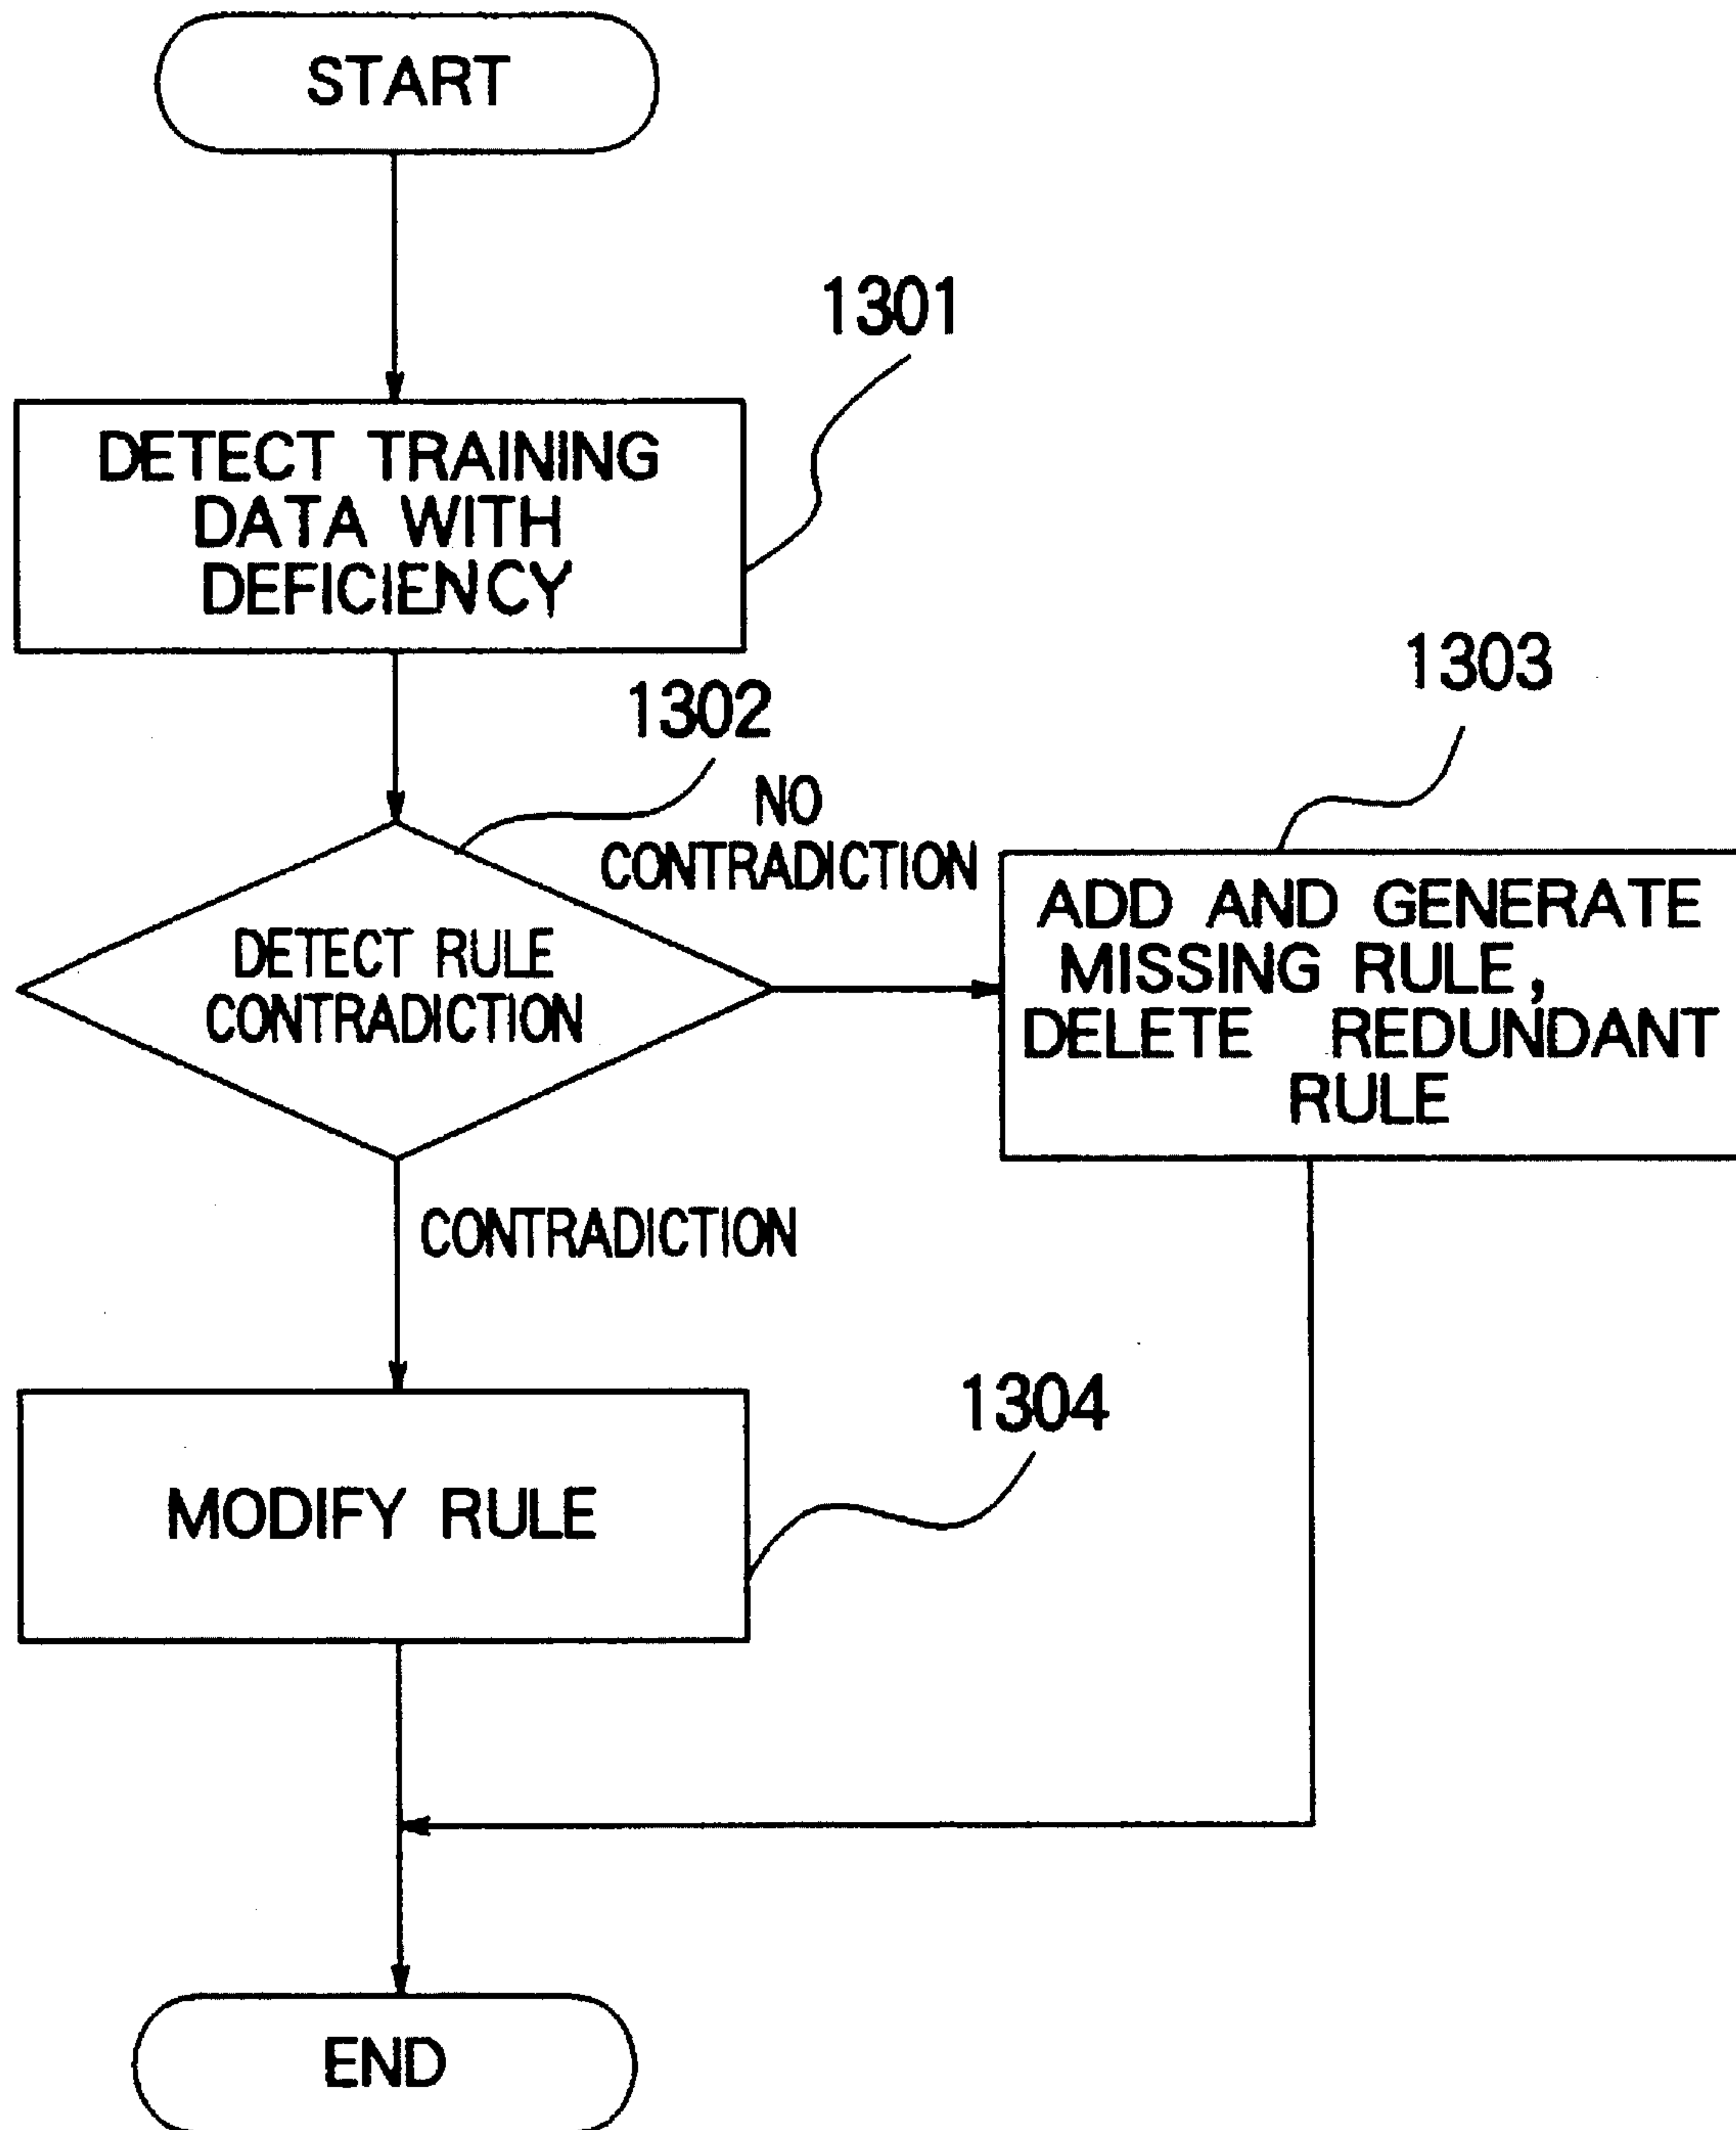 START
1301
DETECT TRAINING
DATA WITH
DEFICIENCY
1302
NO
CONTRADICTION
DETECT RULE
CONTRADICTION
1303
ADD AND GENERATE
MISSING RULE,
DELETE REDUNDANT
RULE
CONTRADICTION
1304
MODIFY RULE
END